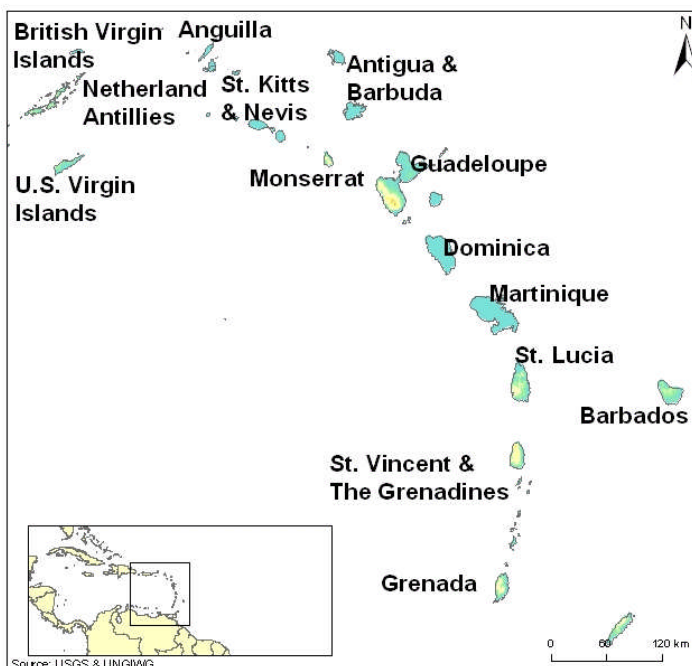 British Virgin
Islands
Anguilla
Netherland
Antillies
St. Kitts
& Nevis
Antigua &
Barbuda
N
U.S. Virgin
Islands
Monserrat
Guadeloupe
Dominica
Martinique
St. Lucia
Barbados
St. Vincent &
The Grenadines
Grenada
0 60 120 km
Source: USGS & UNGIWG